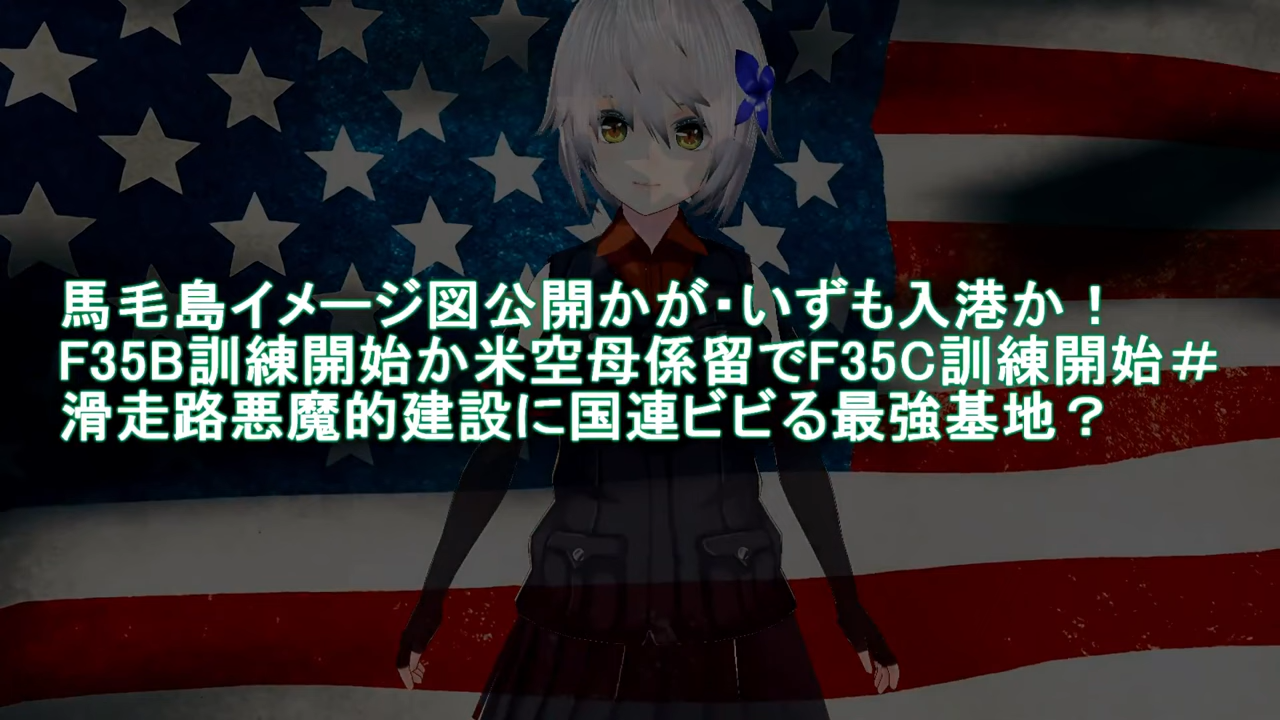 馬毛島イメージ図公開かが・いずも入港か！
F35B訓練開始か米空母係留でF35C訓練開始＃
滑走路悪魔的建設に国連ビビる最強基地？